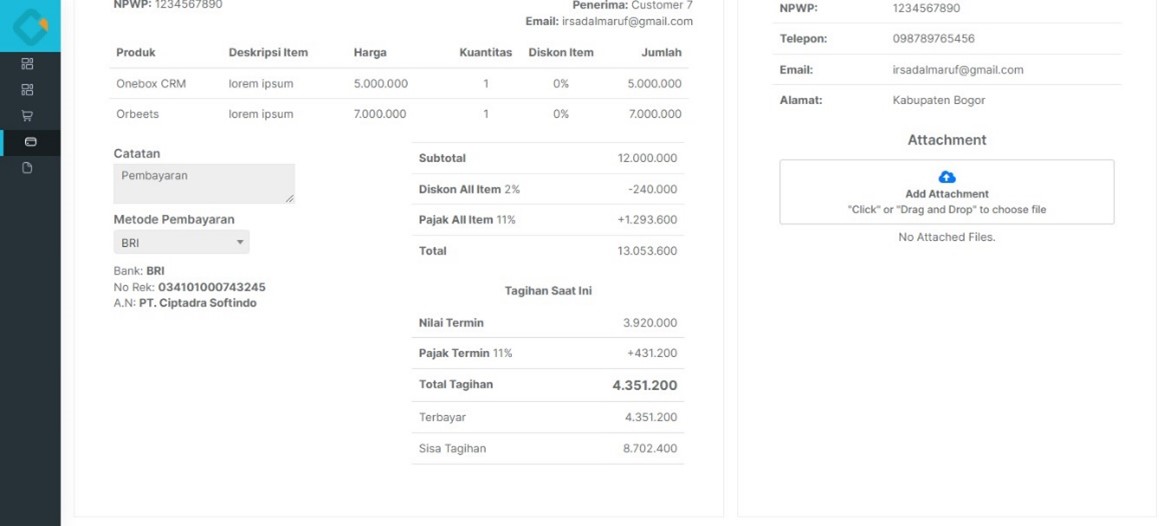 NPWP: 1234567890
Penerima: Customer 7
Email: irsadalmaruf@gmail.com
Produk Deskripsi Item Harga Kuantitas Diskon Item Jumlah
Onebox CRM lorem ipsum 5.000.000 1 0% 5.000.000
Orbeets lorem ipsum 7.000.000 1 0% 7.000.000
Catatan
Pembayaran
Metode Pembayaran
BRI
Bank: BRI
No Rek: 034101000743245
A.N: PT. Ciptadra Softindo
Subtotal 12.000.000
Diskon All Item 2% -240.000
Pajak All Item 11% +1.293.600
Total 13.053.600
Tagihan Saat Ini
Nilai Termin 3.920.000
Pajak Termin 11% +431.200
Total Tagihan 4.351.200
Terbayar 4.351.200
Sisa Tagihan 8.702.400
NPWP: 1234567890
Telepon: 098789765456
Email: irsadalmaruf@gmail.com
Alamat: Kabupaten Bogor
Attachment
Add Attachment
"Click" or "Drag and Drop" to choose file
No Attached Files.